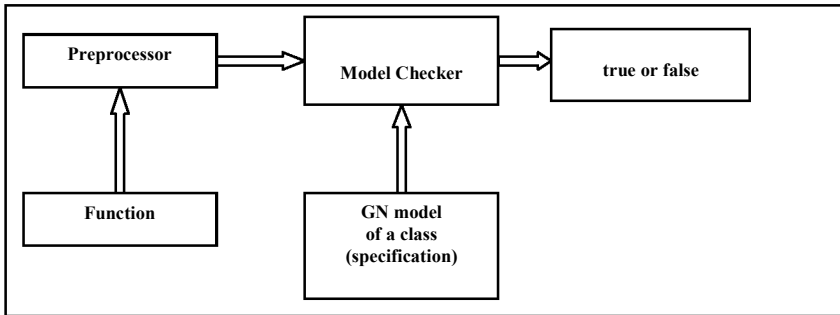 Preprocessor
Model Checker
true or false
Function
GN model
of a class
(specification)